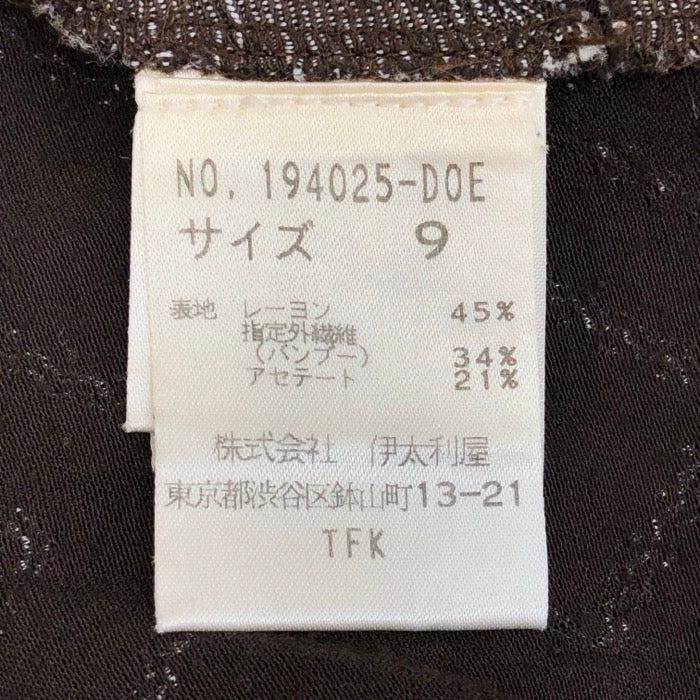 NO. 194025-DOE
サイズ 9
表地 レーヨン 45%
指定外繊維
(バンブー) 34%
アセテート 21%
株式会社 伊太利屋
東京都渋谷区鉢山町13-21
TFK